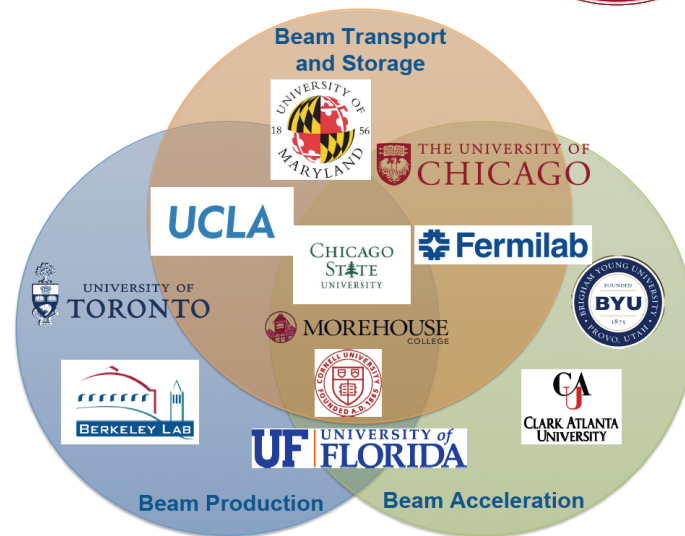 Beam Transport
and Storage
UNIVERSITY OF
18 56
MARYLAND
THE UNIVERSITY OF
CHICAGO
UCLA
CHICAGO
STATE
UNIVERSITY
Fermilab
UNIVERSITY OF
TORONTO
BRIGHAM YOUNG UNIVERSITY
FOUNDED
BYU
1875
PROVO, UTAH
MOREHOUSE
COLLEGE
CORNELL UNIVERSITY
FOUNDED A.D. 1865
BERKELEY LAB
CAU
CLARK ATLANTA
UNIVERSITY
UF UNIVERSITY of
FLORIDA
Beam Production
Beam Acceleration